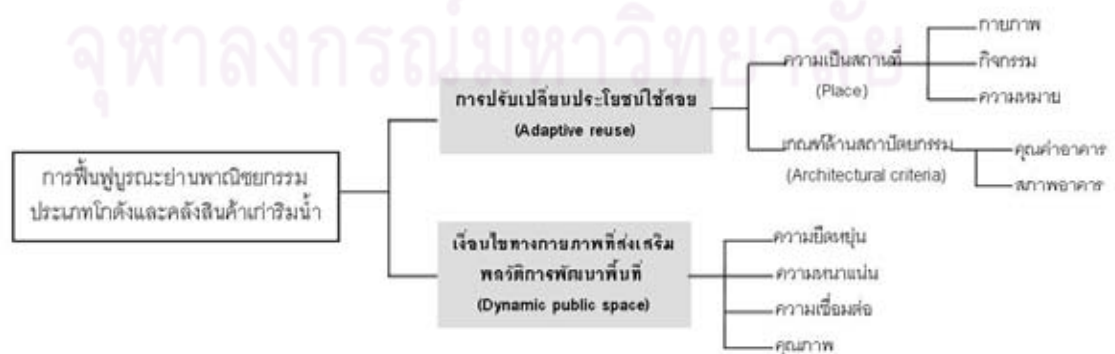 จุฬาลงกรณ์มหาวิทยาลัย
การฟื้นฟูบูรณะย่านพาณิชยกรรม
ประเภทโกดังและคลังสินค้าเก่าริมน้ำ
การปรับเปลี่ยนประโยชน์ใช้สอย
(Adaptive reuse)
ความเป็นสถานที่
(Place)
กายภาพ
กิจกรรม
ความหมาย
เกณฑ์ด้านสถาปัตยกรรม
(Architectural criteria)
คุณค่าอาคาร
สภาพอาคาร
เงื่อนไขทางกายภาพที่ส่งเสริม
พลวัติการพัฒนาพื้นที่
(Dynamic public space)
ความยืดหยุ่น
ความหนาแน่น
ความเชื่อมต่อ
คุณภาพ